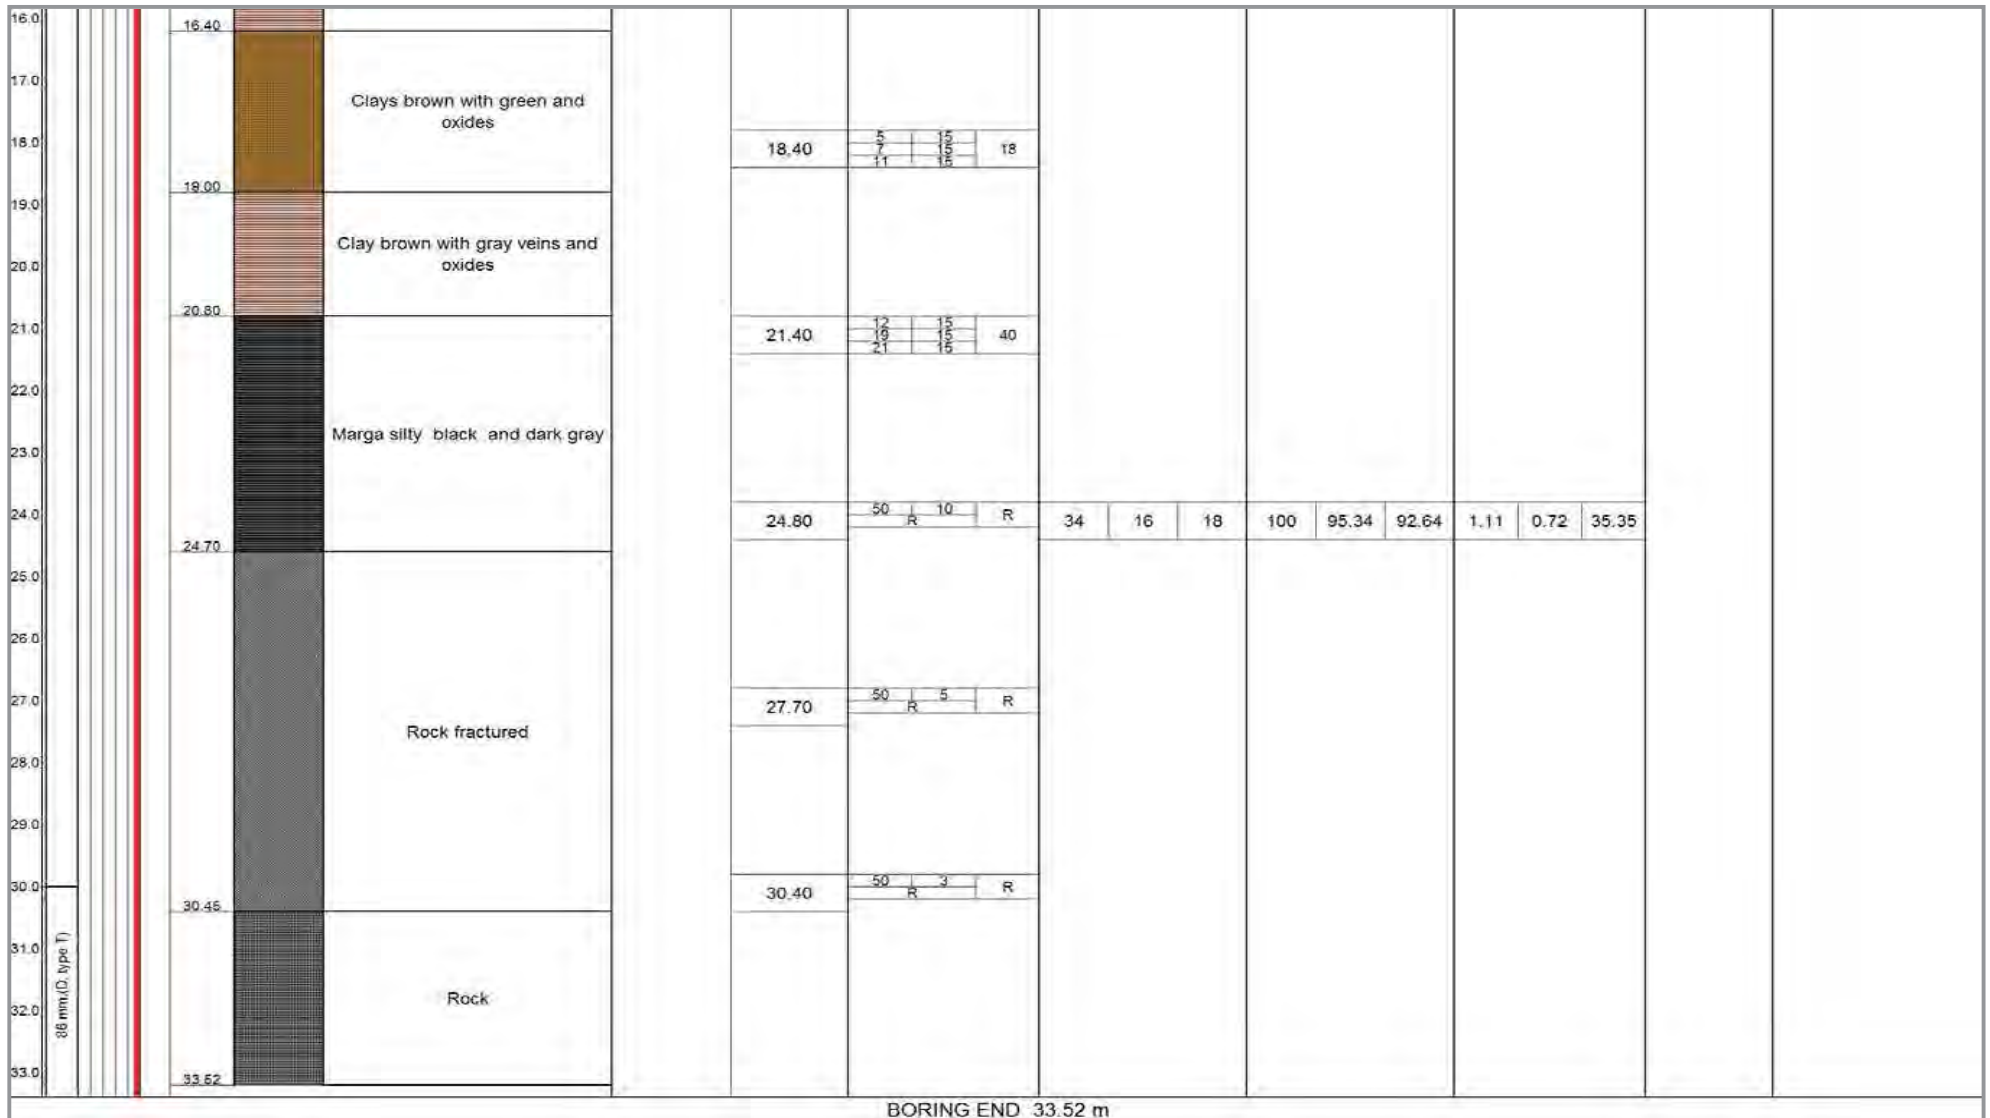 16.0
16.40
17.0
Clays brown with green and
oxides
18.0
18.40
5 15
7 15
11 15
18
19.00
19.0
Clay brown with gray veins and
oxides
20.0
20.80
21.0
21.40
12 15
19 15
21 15
40
22.0
Marga silty black and dark gray
23.0
24.0
24.80
50 10
R
R
34 16 18 100 95.34 92.64 1.11 0.72 35.35
24.70
25.0
26.0
27.0
27.70
50 5
R
R
Rock fractured
28.0
29.0
30.0
30.40
50 3
R
R
30.45
31.0
86 mm.(D. type T)
Rock
32.0
33.0
33.52
BORING END 33.52 m